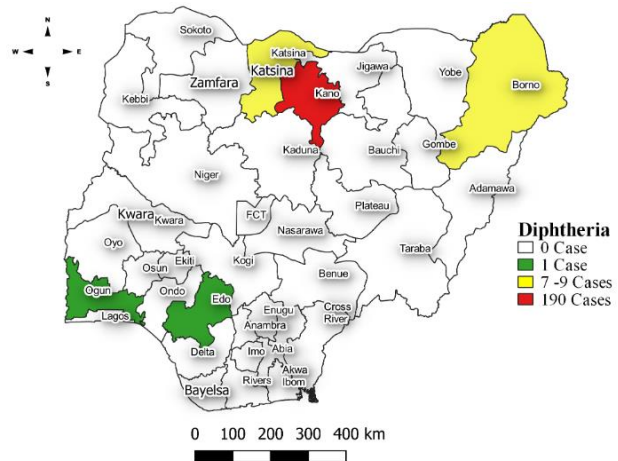 N
W E
S
Sokoto
Katsina
Katsina
Jigawa
Yobe
Borno
Zamfara
Kebbi
Kano
Kaduna
Bauchi
Gombe
Niger
Adamawa
Plateau
FCT
Nasarawa
Kwara
Kwara
Taraba
Oyo
Osun
Ekiti
Kogi
Benue
Ogun
Ondo
Edo
Lagos
Enugu
Anambra
Cross
River
Delta
Imo
Abia
Bayelsa
Rivers
Akwa
Ibom
Diphtheria
0 Case
1 Case
7 -9 Cases
190 Cases
0 100 200 300 400 km